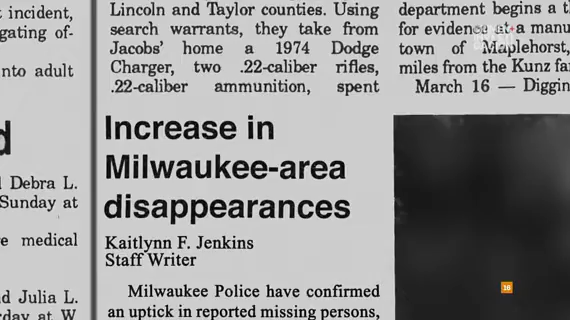 t incident,
gating of-
nto adult
d
l Debra L.
Sunday at
e medical
d Julia L.
rday at W.
Lincoln and Taylor counties. Using
search warrants, they take from
Jacobs' home a 1974 Dodge
Charger, two .22-caliber rifles,
.22-caliber ammunition, spent
Increase in
Milwaukee-area
disappearances
Kaitlynn F. Jenkins
Staff Writer
Milwaukee Police have confirmed
an uptick in reported missing persons,
department begins a
for evidence at a manu
town of Maplehorst,
miles from the Kunz fa
March 16 — Diggin
16